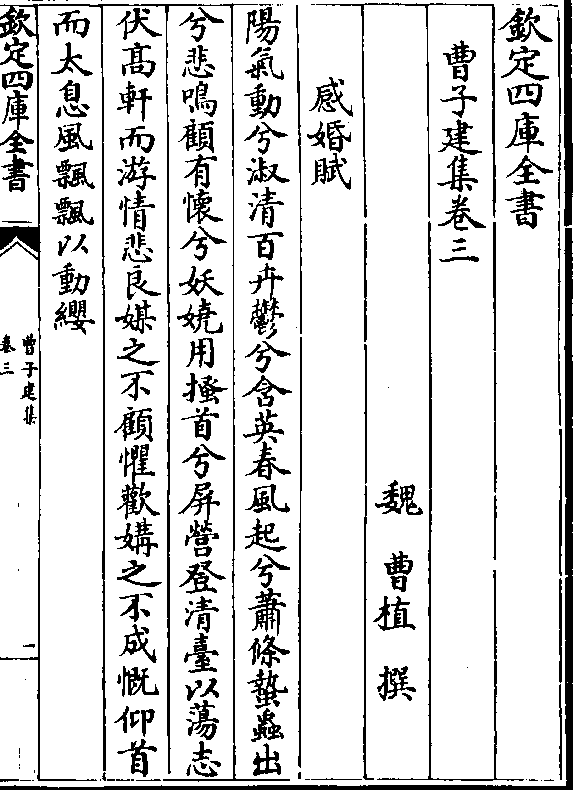 欽定四庫全書
曹子建集卷三
魏 曹植 撰
感婚賦
陽氣動兮淑清百卉鬱兮含英春風起兮蕭條蟄蟲出
兮悲鳴顧有懷兮妖嬈用搔首兮屏營登清臺以蕩志
伏髙軒而游情悲良媒之不顧懼歡媾之不成慨仰首
而太息風飄飄以動纓
欽定四庫全書
曹子建集
卷三
一